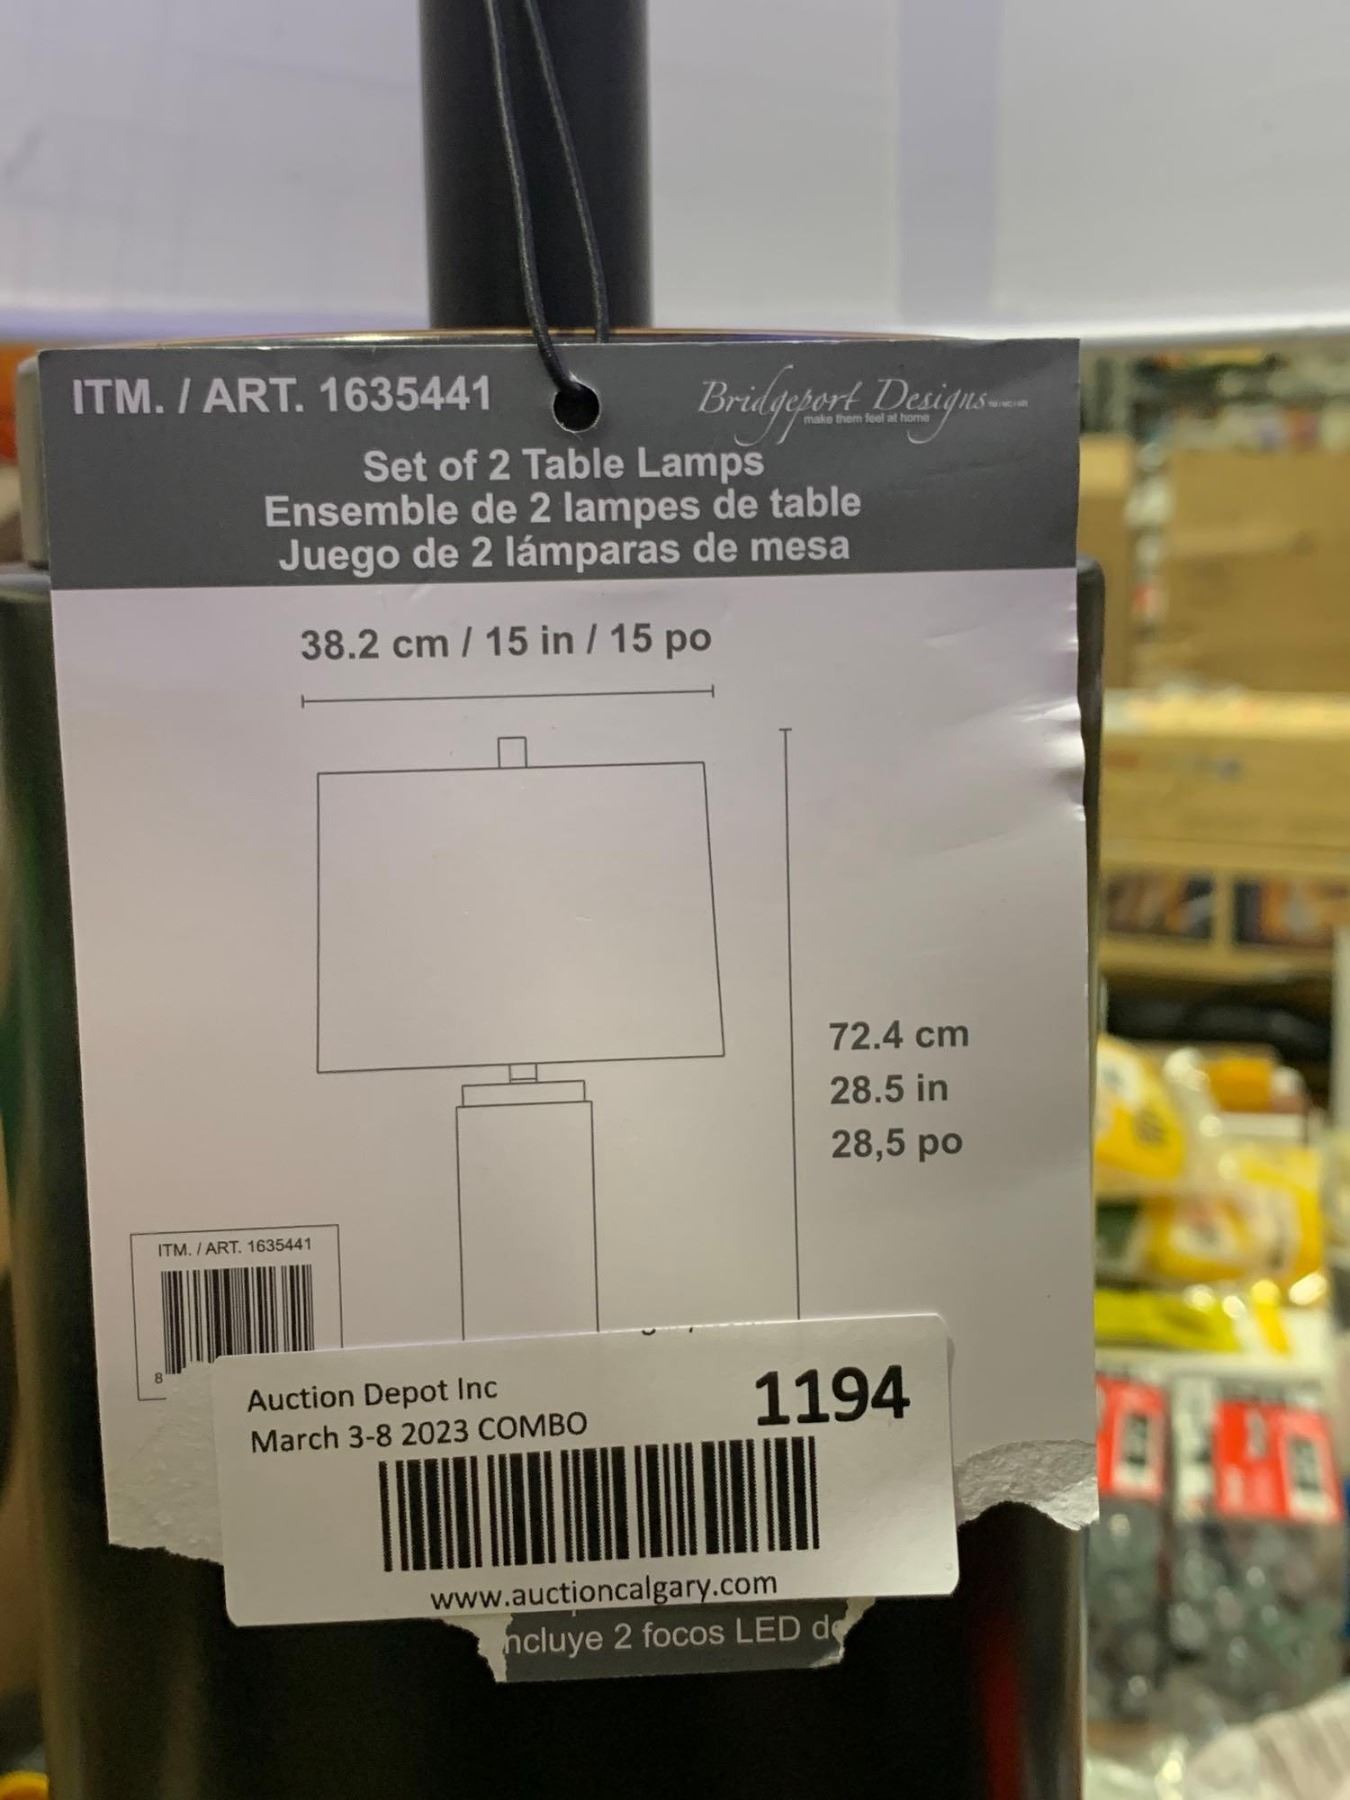 ITM. / ART. 1635441
Bridgeport Designs
make them feel at home
Set of 2 Table Lamps
Ensemble de 2 lampes de table
Juego de 2 lámparas de mesa
38.2 cm / 15 in / 15 po
72.4 cm
28.5 in
28,5 po
ITM. / ART. 1635441
8
Auction Depot Inc
March 3-8 2023 COMBO
1194
www.auctioncalgary.com
ncluye 2 focos LED de